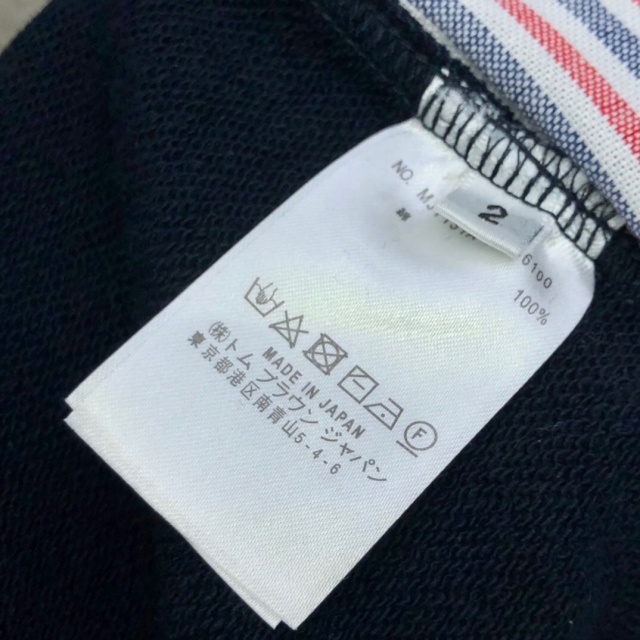 2
NO. M 6100
綿 100%
MADE IN JAPAN
(株)トム ブラウン ジャパン
東京都港区南青山5-4-6